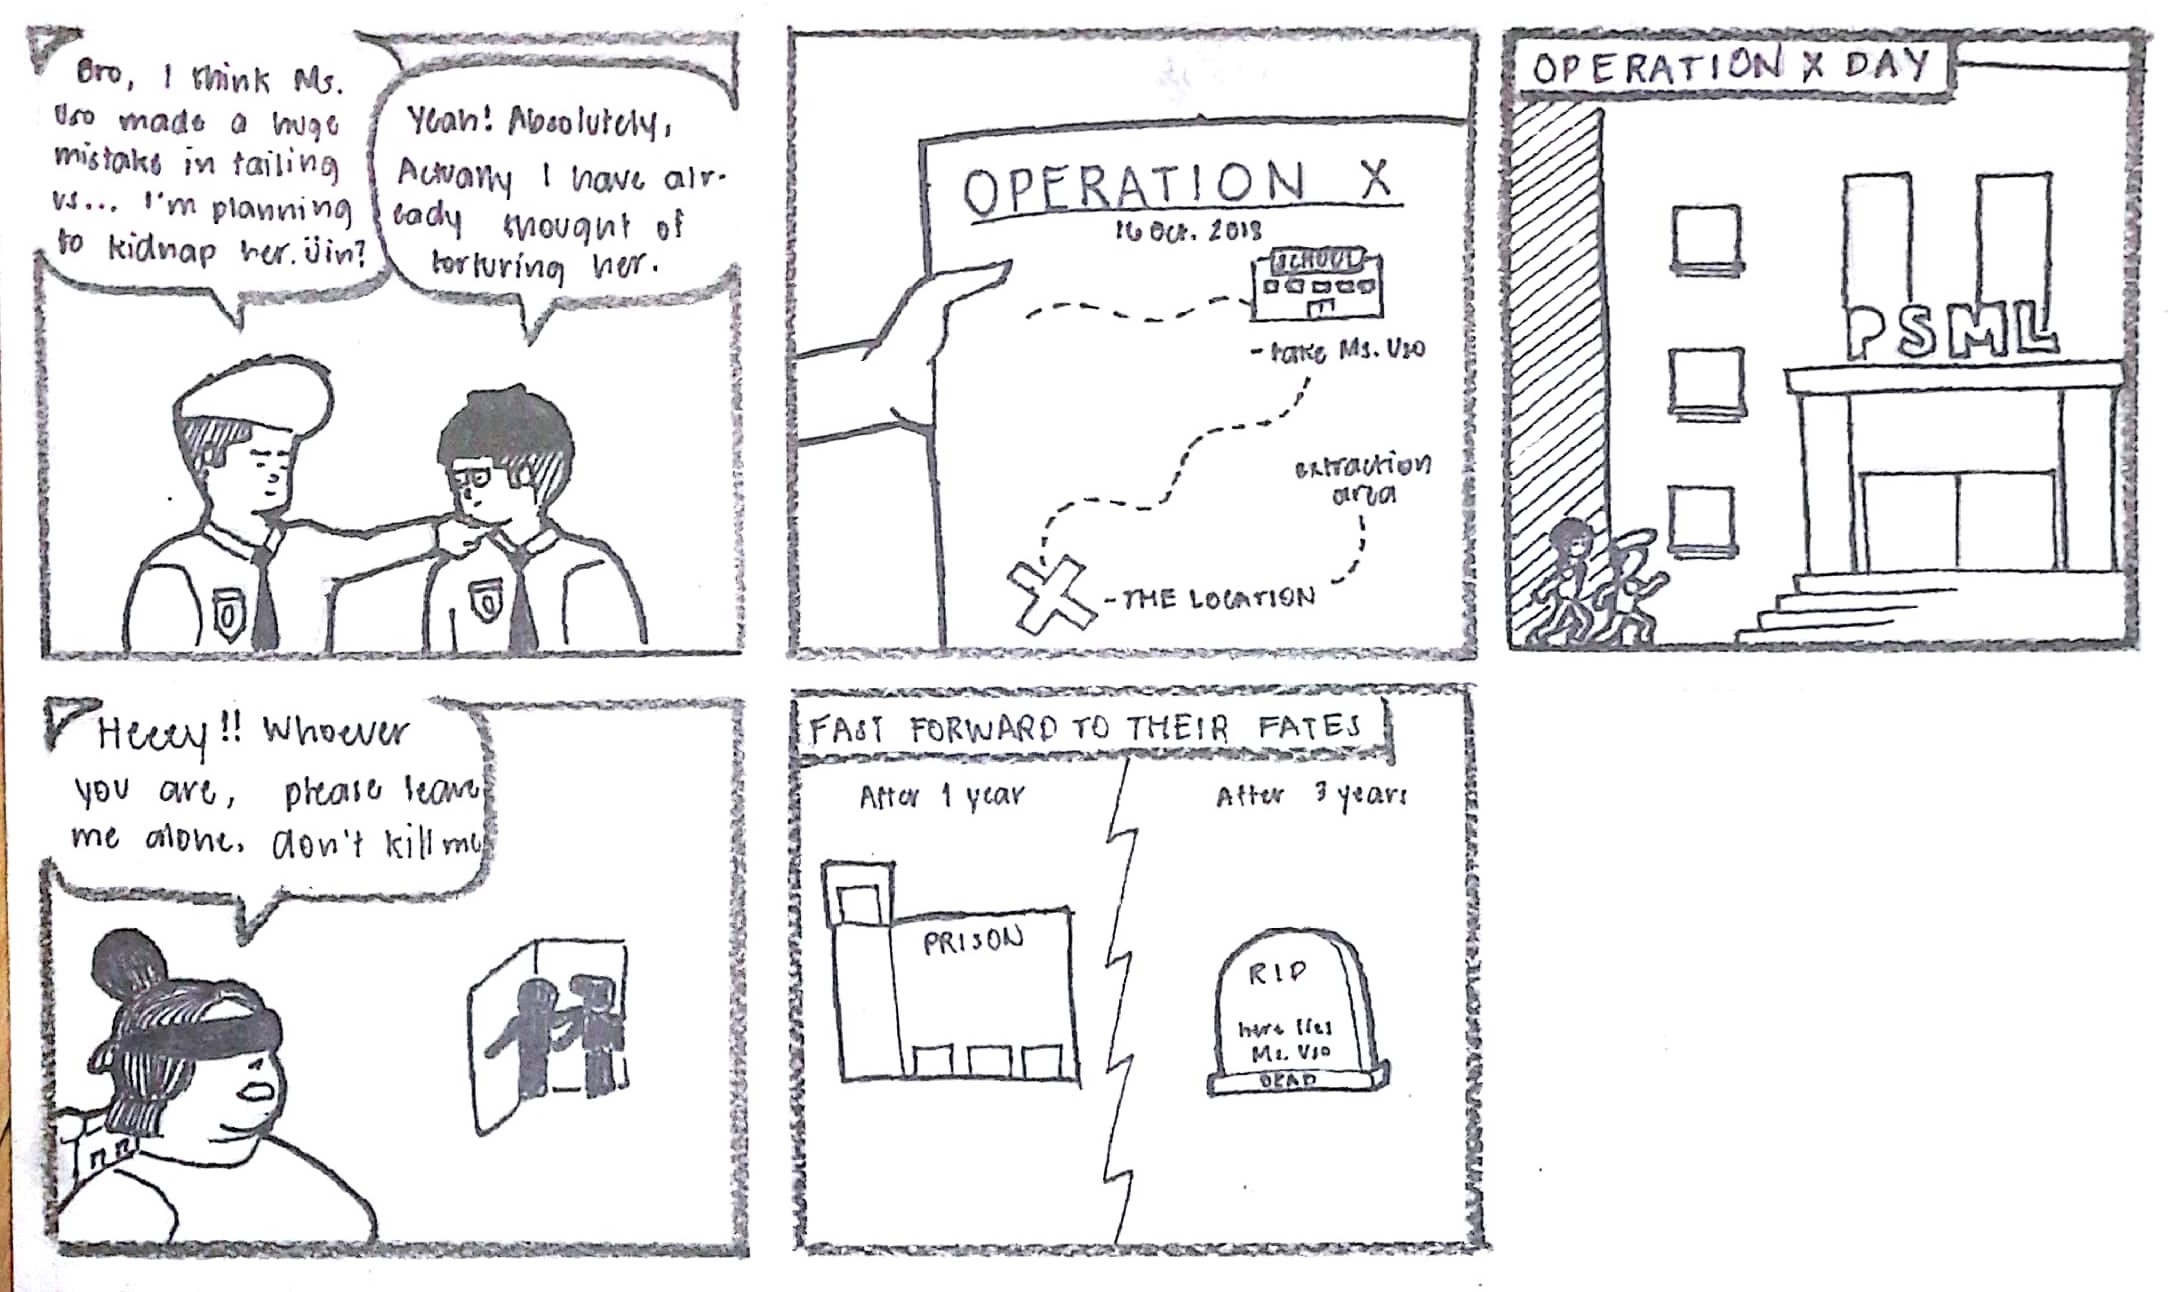 Bro, I think Ms.
Uso made a huge
mistake in failing
us... I'm planning
to kidnap her. Üin?
Yeah! Absolutely,
Actually I have alr-
eady thought of
torturing her.
OPERATION X
16 Oct. 2018
SCHOOL
- take Ms. Uso
extraction
area
- THE LOCATION
OPERATION X DAY
PSML
Heeey!! Whoever
you are, please leave
me alone. don't kill me
FAST FORWARD TO THEIR FATES
After 1 year
After 3 years
PRISON
RIP
here lies
Ms. Uso
DEAD